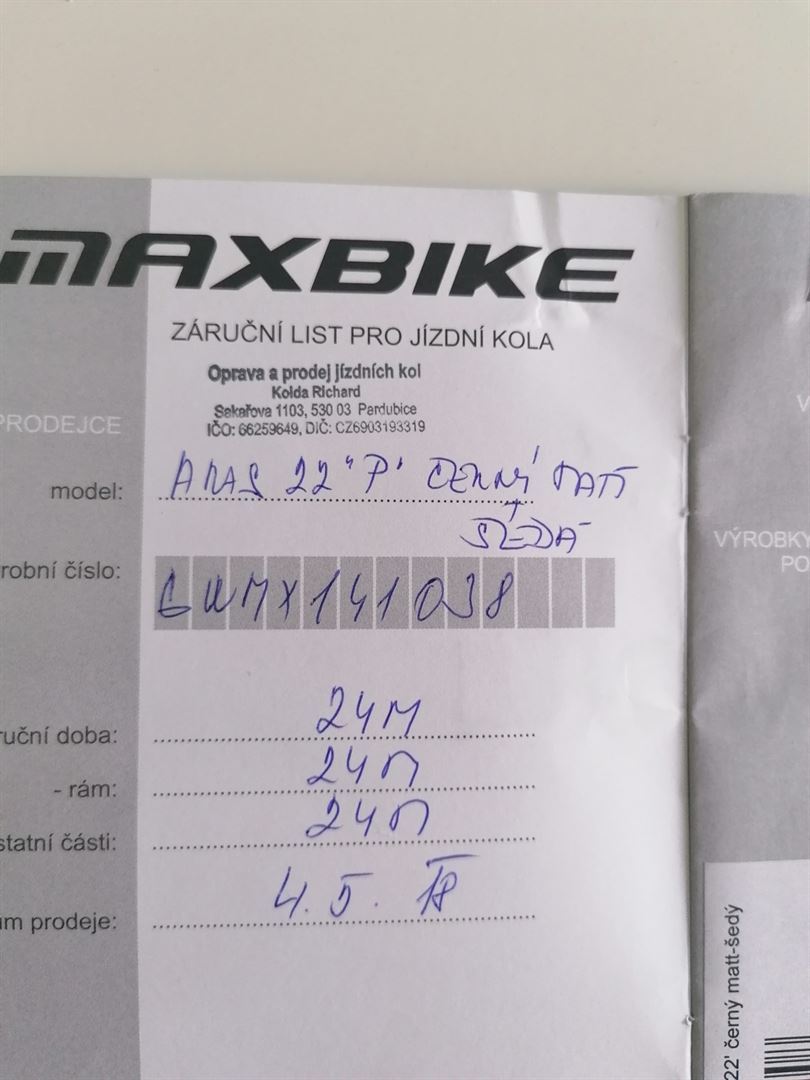 MAXBIKE
ZÁRUČNÍ LIST PRO JÍZDNÍ KOLA
Oprava a prodej jízdních kol
Kolda Richard
Sakařova 1103, 530 03 Pardubice
IČO: 66259649, DIČ: CZ6903193319
PRODEJCE
model: 22 "P" ČERNÝ MATT
ŠEDÁ
robní číslo: GWMX141038
ruční doba: 24M
- rám: 24M
statní části: 24M
um prodeje: 4.5. 18
VÝROBKY
PO
22' černý matt-šedý